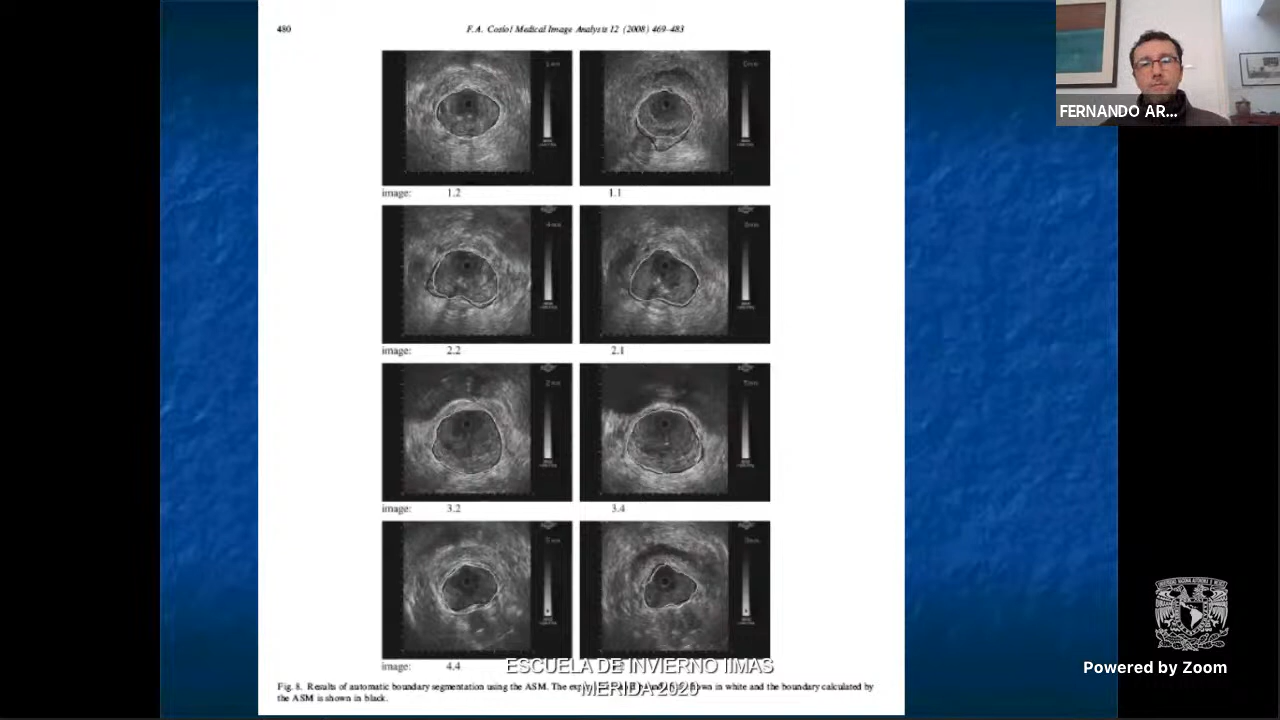 480
F.A. Cosío/ Medical Image Analysis 12 (2008) 469–483
image: 1.2 1.1
image: 2.2 2.1
image: 3.2 3.4
image: 4.4
ESCUELA DE INVIERNO IIMAS
MERIDA 2020
Fig. 8. Results of automatic boundary segmentation using the ASM. The shown in white and the boundary calculated by
the ASM is shown in black.
FERNANDO AR...
Powered by Zoom